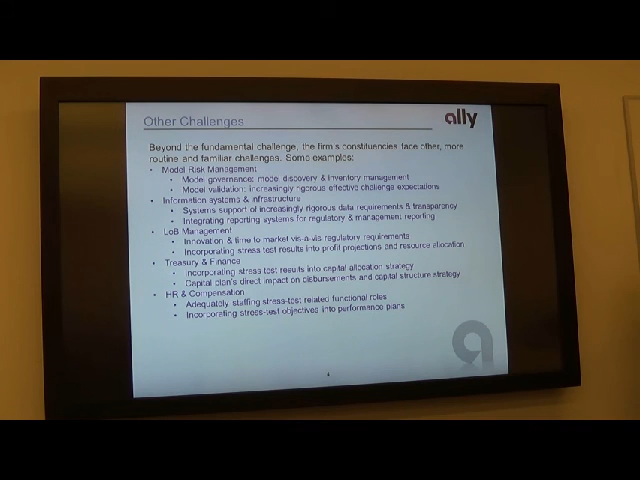 Other Challenges
ally
Beyond the fundamental challenge, the firm's constituencies face other, more
routine and familiar challenges. Some examples:
• Model Risk Management
• Model governance: model discovery & inventory management
• Model validation: increasingly rigorous effective challenge expectations
• Information systems & infrastructure
• Systems support of increasingly rigorous data requirements & transparency
• Integrating reporting systems for regulatory & management reporting
• LoB Management
• Innovation & time to market vis-a-vis regulatory requirements
• Incorporating stress test results into profit projections and resource allocation
• Treasury & Finance
• Incorporating stress test results into capital allocation strategy
• Capital plan's direct impact on disbursements and capital structure strategy
• HR & Compensation
• Adequately staffing stress-test related functional roles
• Incorporating stress-test objectives into performance plans
a
4